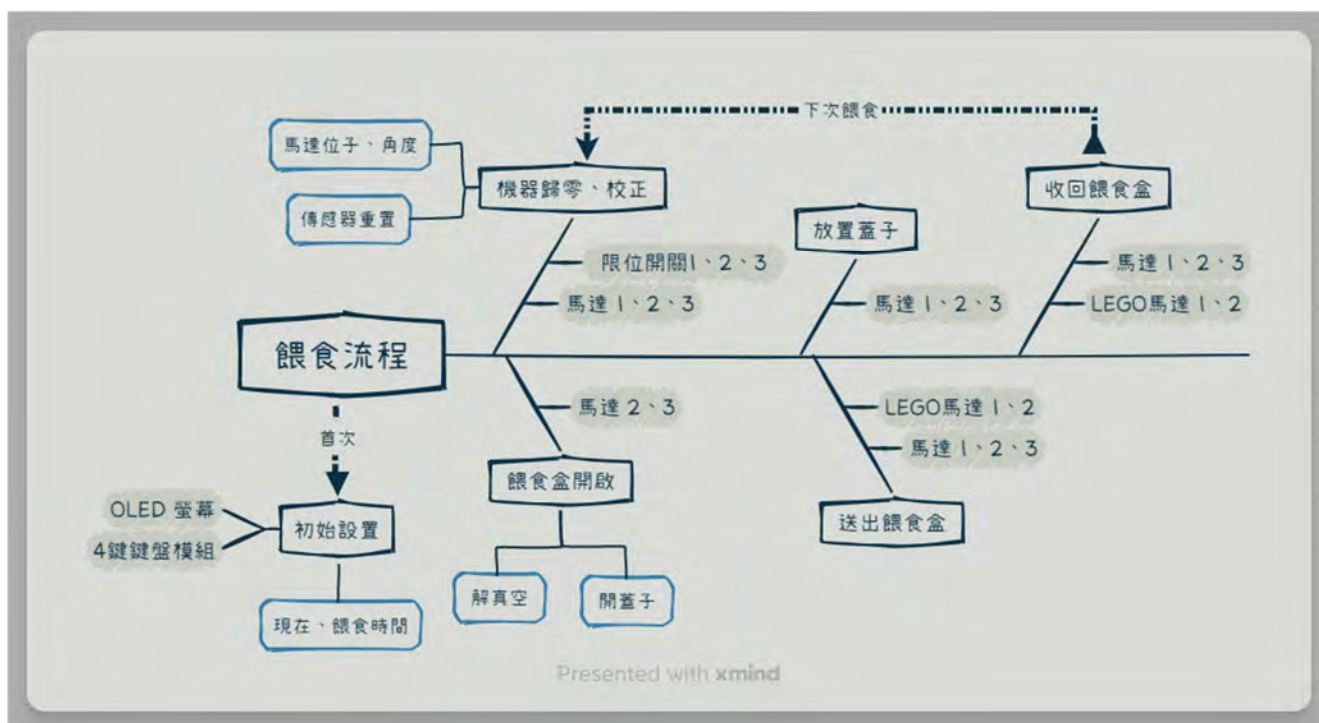 下次餵食
馬達位子、角度
傳感器重置
機器歸零、校正
收回餵食盒
放置蓋子
限位開關1、2、3
馬達1、2、3
馬達1、2、3
馬達1、2、3
LEGO馬達1、2
餵食流程
首次
馬達2、3
LEGO馬達1、2
馬達1、2、3
餵食盒開啟
送出餵食盒
OLED 螢幕
4鍵鍵盤模組
初始設置
解真空
開蓋子
現在、餵食時間
Presented with xmind